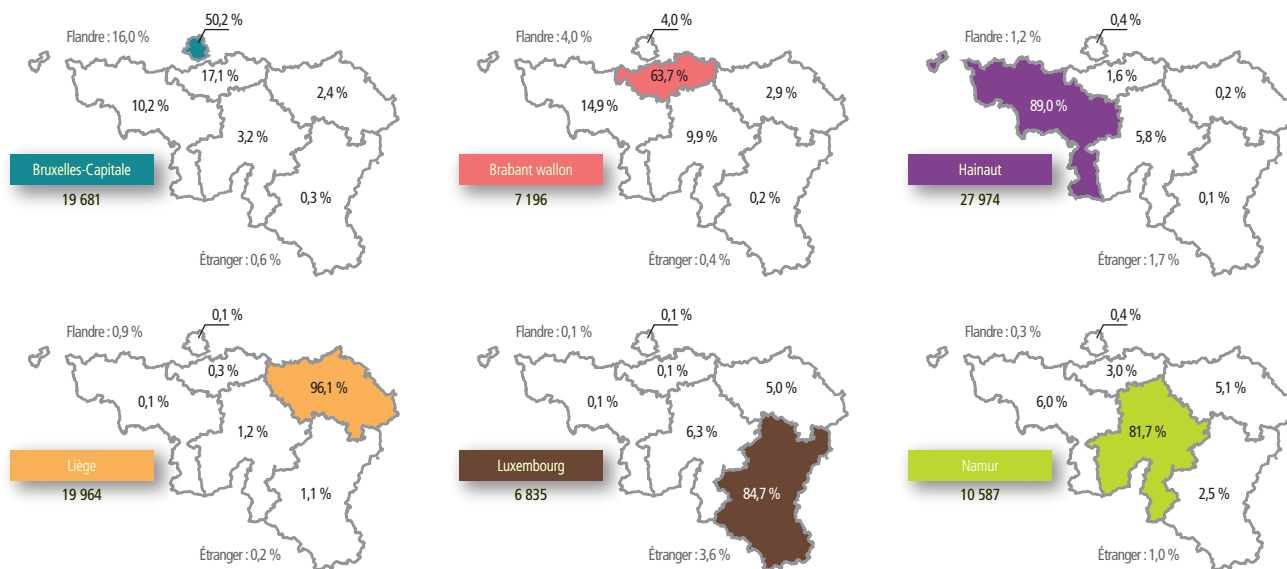 50,2 %
Flandre : 16,0 %
17,1 %
2,4 %
10,2 %
3,2 %
Bruxelles-Capitale
19 681
0,3 %
Étranger : 0,6 %
4,0 %
Flandre : 4,0 %
63,7 %
2,9 %
14,9 %
9,9 %
Brabant wallon
7 196
0,2 %
Étranger : 0,4 %
0,4 %
Flandre : 1,2 %
1,6 %
0,2 %
89,0 %
5,8 %
Hainaut
27 974
0,1 %
Étranger : 1,7 %
0,1 %
Flandre : 0,9 %
0,3 %
96,1 %
0,1 %
1,2 %
Liège
19 964
1,1 %
Étranger : 0,2 %
0,1 %
Flandre : 0,1 %
0,1 %
5,0 %
0,1 %
6,3 %
Luxembourg
6 835
84,7 %
Étranger : 3,6 %
0,4 %
Flandre : 0,3 %
3,0 %
5,1 %
6,0 %
81,7 %
Namur
10 587
2,5 %
Étranger : 1,0 %